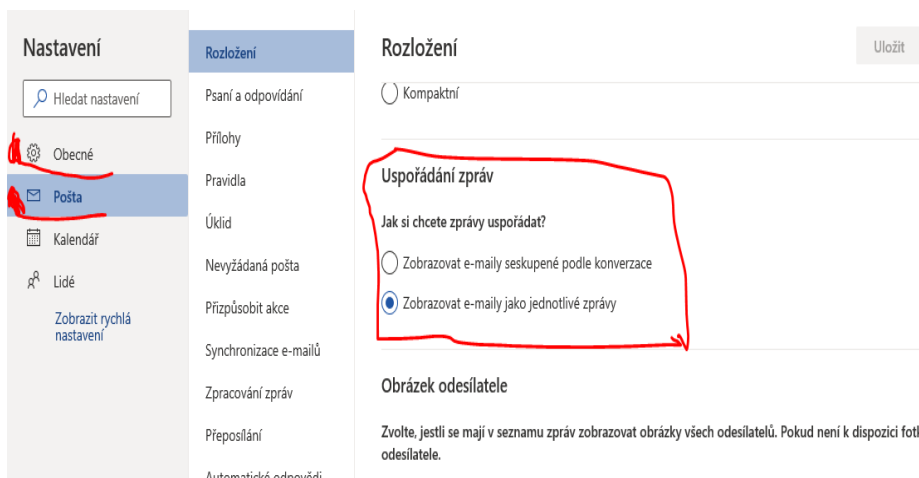 Nastavení
Hledat nastavení
Obecné
Pošta
Kalendář
Lidé
Zobrazit rychlá
nastavení
Rozložení
Psaní a odpovídání
Přílohy
Pravidla
Úklid
Nevyžádaná pošta
Přizpůsobit akce
Synchronizace e-mailů
Zpracování zpráv
Přeposílání
Automatické odpovědi
Rozložení
Uložit
Kompaktní
Uspořádání zpráv
Jak si chcete zprávy uspořádat?
Zobrazovat e-maily seskupené podle konverzace
Zobrazovat e-maily jako jednotlivé zprávy
Obrázek odesílatele
Zvolte, jestli se mají v seznamu zpráv zobrazovat obrázky všech odesílatelů. Pokud není k dispozici
odesílatele.